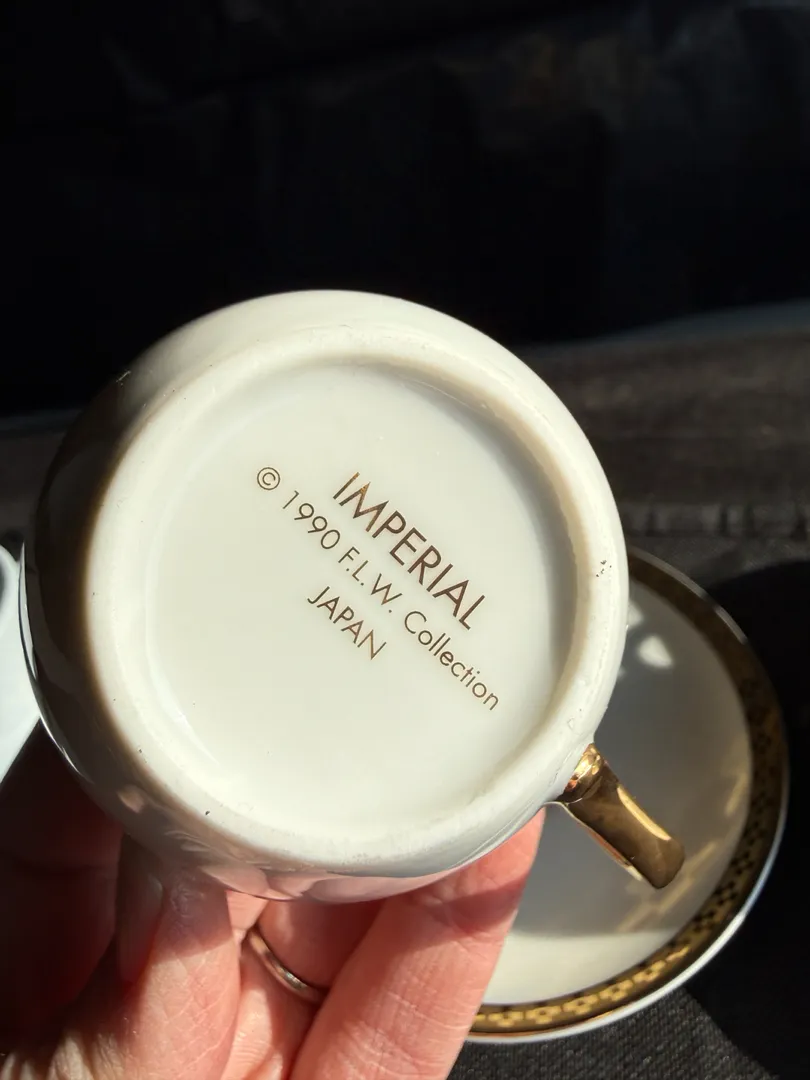 IMPERIAL
© 1990 F.L.W. Collection
JAPAN